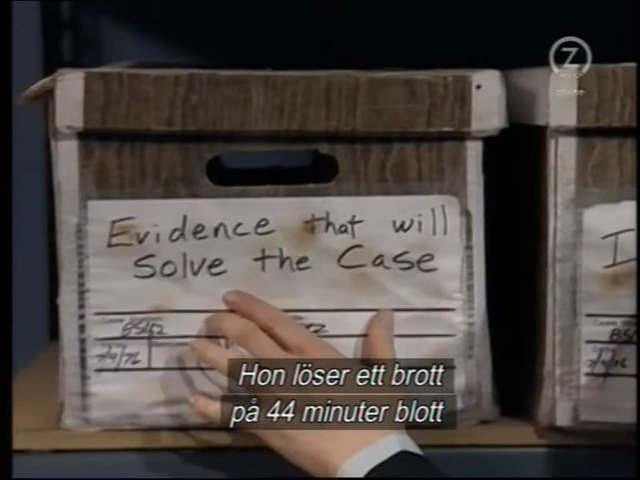 Z
Evidence that will
Solve the Case
I
Hon löser ett brott
på 44 minuter blott